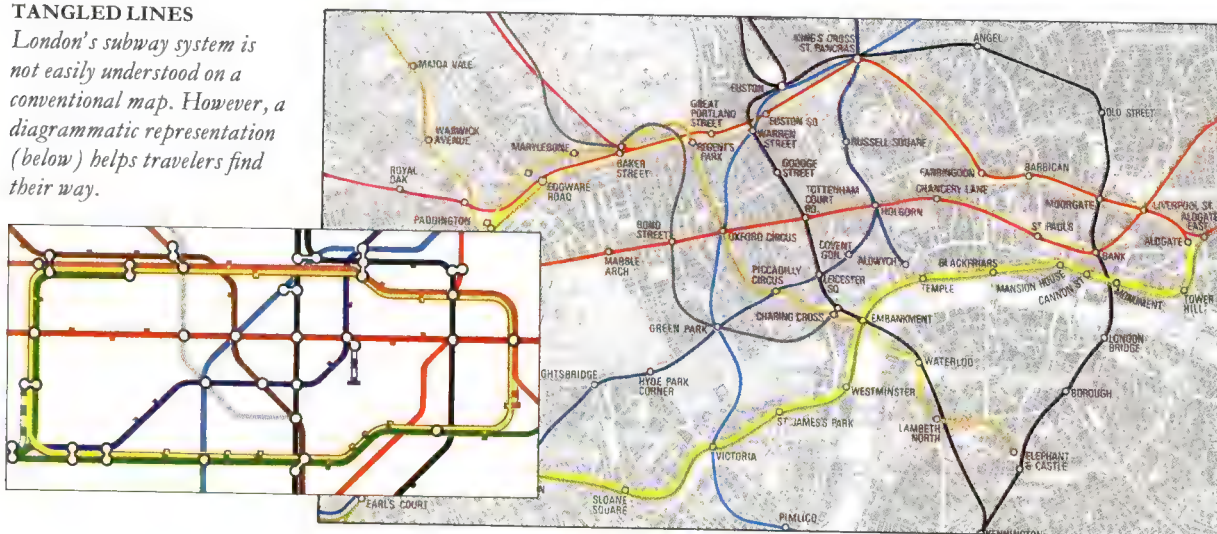 TANGLED LINES
London's subway system is
not easily understood on a
conventional map. However, a
diagrammatic representation
(below) helps travelers find
their way.
MAIDA VALE
WARWICK
AVENUE
ROYAL
OAK
PADDINGTON
MARYLEBONE
EDGWARE
ROAD
BAKER
STREET
GREAT
PORTLAND
STREET
REGENT'S
PARK
EUSTON SQ
EUSTON
KING'S CROSS
ST. PANCRAS
ANGEL
OLD STREET
WARREN
STREET
GOODGE
STREET
RUSSELL SQUARE
FARRINGDON
BARBICAN
CHANCERY LANE
MOORGATE
LIVERPOOL ST.
ALDGATE
EAST
ALDGATE
TOTTENHAM
COURT
RD.
HOLBORN
ST PAULS
BANK
BOND
STREET
OXFORD CIRCUS
MARBLE
ARCH
COVENT
GDN.
ALDWYCH
PICCADILLY
CIRCUS
LEICESTER
SQ
BLACKFRIARS
TEMPLE
MANSION HOUSE
CANNON ST.
MONUMENT
TOWER
HILL
CHARING CROSS
EMBANKMENT
GREEN PARK
WATERLOO
LONDON
BRIDGE
GHTSBRIDGE
HYDE PARK
CORNER
WESTMINSTER
BOROUGH
ST JAMES'S PARK
LAMBETH
NORTH
VICTORIA
ELEPHANT
& CASTLE
SLOANE
SQUARE
EARL'S COURT
PIMLICO
KENNINGTON